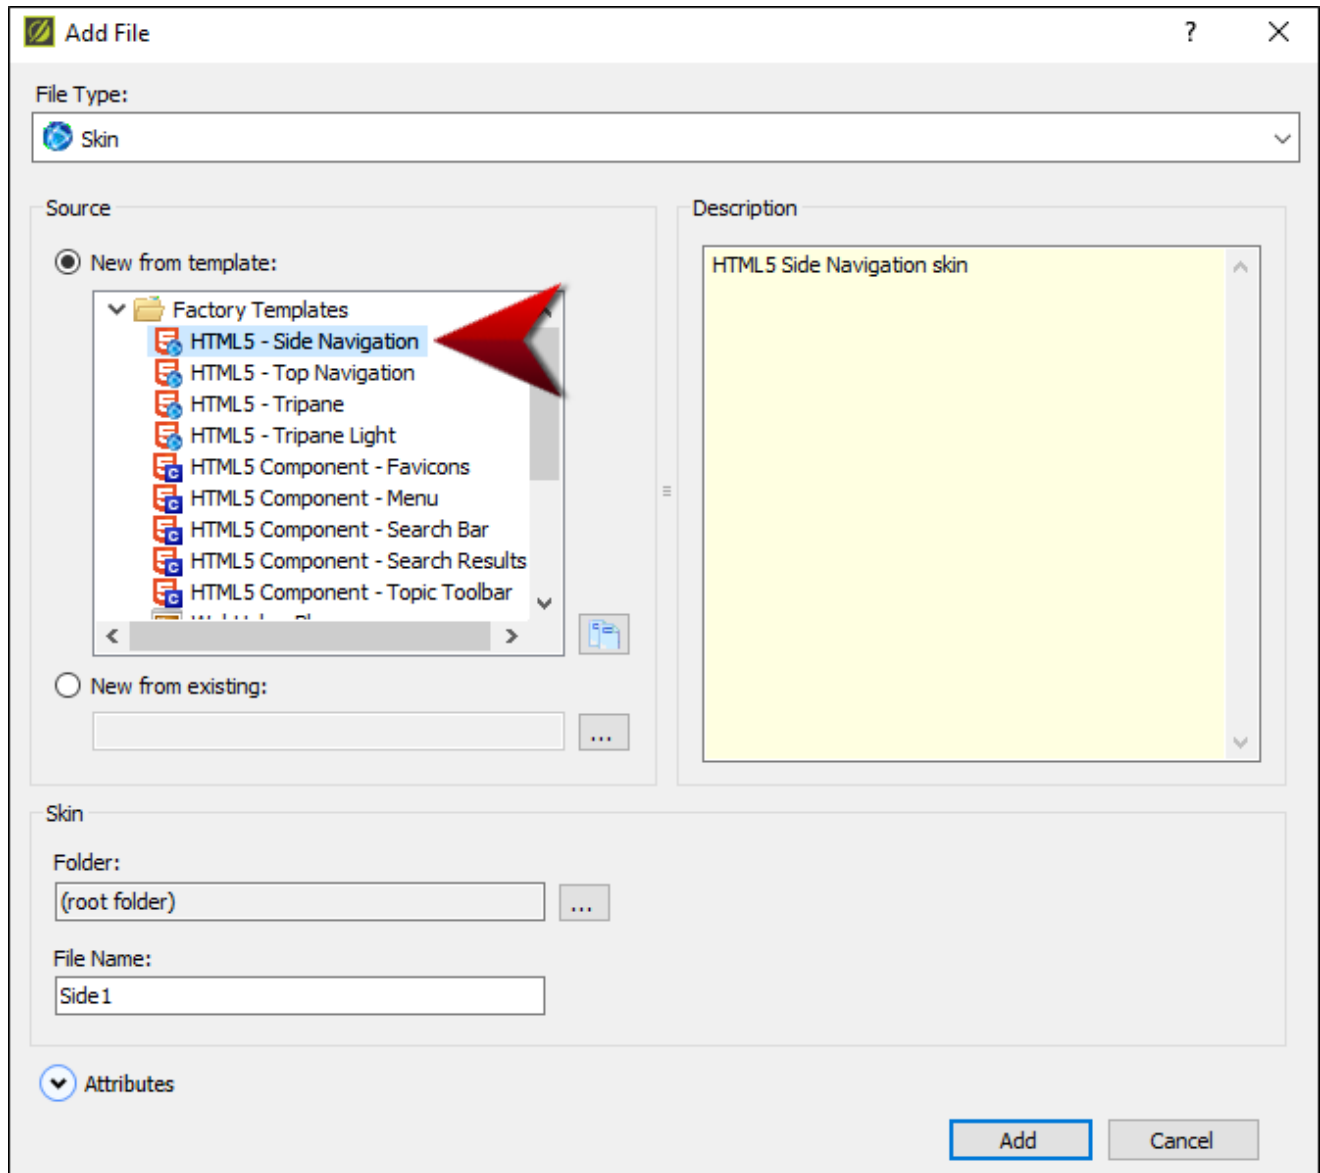 Add File
?
File Type:
Skin
Source
New from template:
Factory Templates
HTML5 - Side Navigation
HTML5 - Top Navigation
HTML5 - Tripane
HTML5 - Tripane Light
HTML5 Component - Favicons
HTML5 Component - Menu
HTML5 Component - Search Bar
HTML5 Component - Search Results
HTML5 Component - Topic Toolbar
New from existing:
...
Description
HTML5 Side Navigation skin
Skin
Folder:
(root folder)
...
File Name:
Side1
Attributes
Add
Cancel